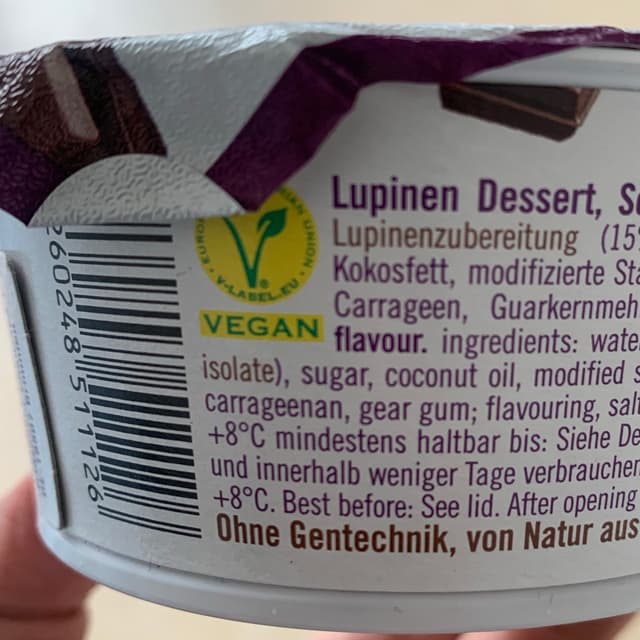 Lupinen Dessert,
Lupinenzubereitung (15
Kokosfett, modifizierte
Carrageen, Guarkernmeh
flavour. ingredients: wate
isolate), sugar, coconut oil, modified s
carrageenan, gear gum; flavouring, sal
+8°C mindestens haltbar bis: Siehe De
und innerhalb weniger Tage verbrauchen
+8°C. Best before: See lid. After opening
Ohne Gentechnik, von Natur aus
V-LABEL.EU
VEGAN
260248 511126